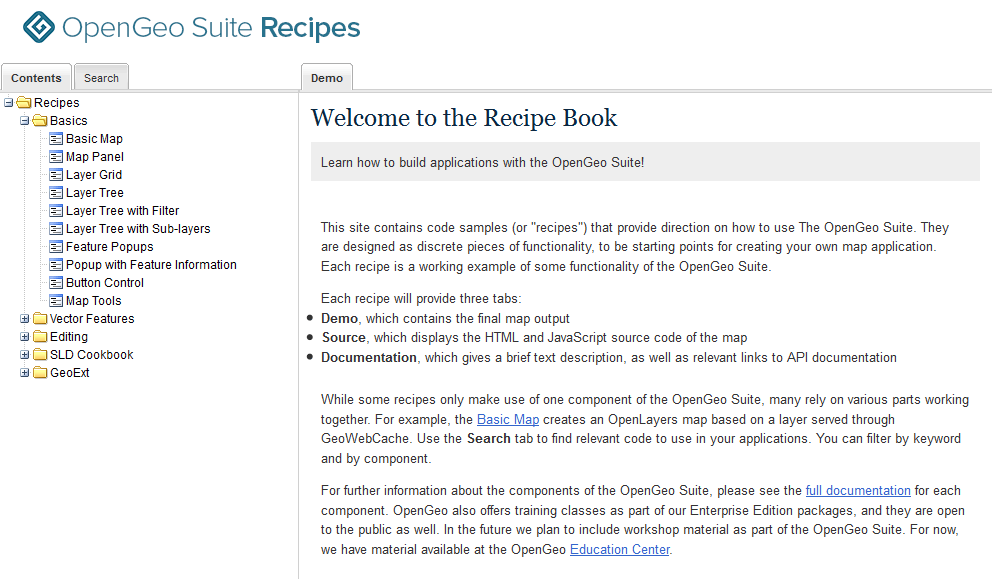 OpenGeo Suite Recipes
Contents
Search
Demo
Recipes
Basics
Basic Map
Map Panel
Layer Grid
Layer Tree
Layer Tree with Filter
Layer Tree with Sub-layers
Feature Popups
Popup with Feature Information
Button Control
Map Tools
Vector Features
Editing
SLD Cookbook
GeoExt
Welcome to the Recipe Book
Learn how to build applications with the OpenGeo Suite!
This site contains code samples (or "recipes") that provide direction on how to use The OpenGeo Suite. They
are designed as discrete pieces of functionality, to be starting points for creating your own map application.
Each recipe is a working example of some functionality of the OpenGeo Suite.
Each recipe will provide three tabs:
• Demo, which contains the final map output
• Source, which displays the HTML and JavaScript source code of the map
• Documentation, which gives a brief text description, as well as relevant links to API documentation
While some recipes only make use of one component of the OpenGeo Suite, many rely on various parts working
together. For example, the Basic Map creates an OpenLayers map based on a layer served through
GeoWebCache. Use the Search tab to find relevant code to use in your applications. You can filter by keyword
and by component.
For further information about the components of the OpenGeo Suite, please see the full documentation for each
component. OpenGeo also offers training classes as part of our Enterprise Edition packages, and they are open
to the public as well. In the future we plan to include workshop material as part of the OpenGeo Suite. For now,
we have material available at the OpenGeo Education Center.